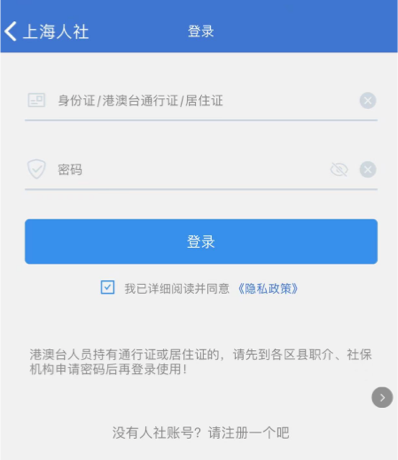 上海人社 登录
身份证/港澳台通行证/居住证
密码
登录
我已详细阅读并同意《隐私政策》
港澳台人员持有通行证或居住证的，请先到各区县职介、社保
机构申请密码后再登录使用！
没有人社账号？请注册一个吧